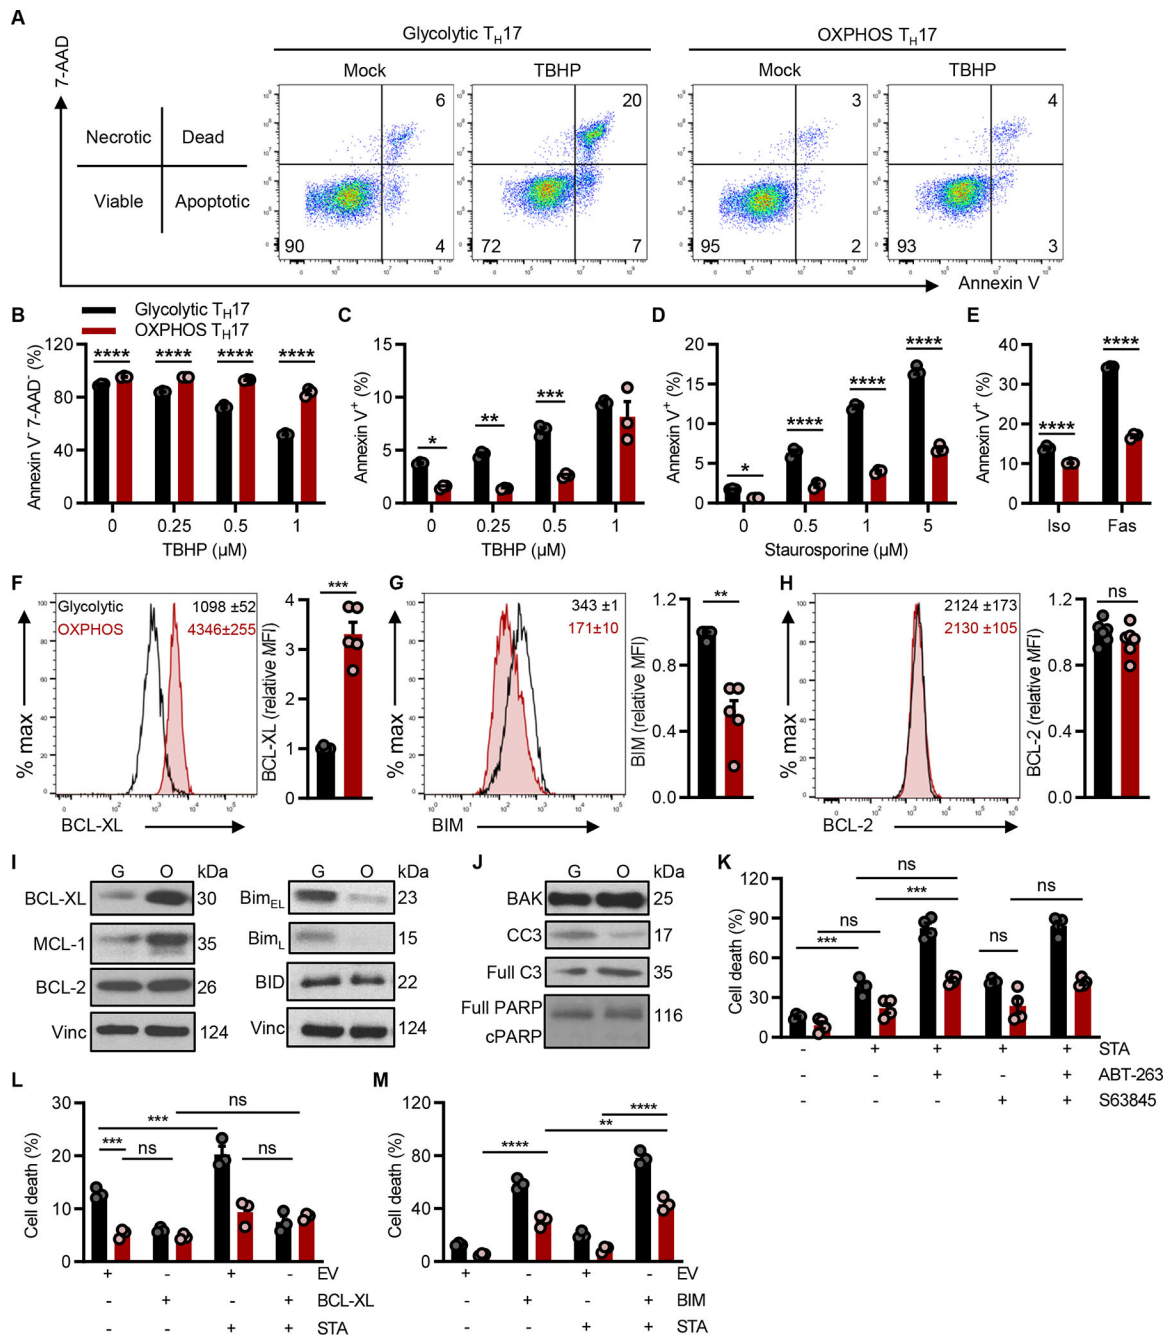 A
7-AAD
Glycolytic TH17
OXPHOS TH17
Mock
TBHP
Mock
TBHP
Necrotic
Dead
Viable
Apoptotic
6
90
4
20
72
7
3
95
2
4
93
3
Annexin V
B
Glycolytic TH17
OXPHOS TH17
Annexin V- 7-AAD- (%)
120
80
40
0
**** **** **** ****
0 0.25 0.5 1
TBHP (µM)
C
Annexin V+ (%)
15
10
5
0
* ** ***
0 0.25 0.5 1
TBHP (µM)
D
Annexin V+ (%)
20
15
10
5
0
* **** **** ****
0 0.5 1 5
Staurosporine (µM)
E
Annexin V+ (%)
40
30
20
10
0
**** ****
Iso Fas
F
% max
Glycolytic 1098 ±52
OXPHOS 4346±255
BCL-XL
BCL-XL (relative MFI)
4
3
2
1
0
***
G
% max
343 ±1
171±10
BIM
BIM (relative MFI)
1.2
0.8
0.4
0.0
**
H
% max
2124 ±173
2130 ±105
BCL-2
BCL-2 (relative MFI)
1.2
0.8
0.4
0.0
ns
I
G O kDa
BCL-XL 30
MCL-1 35
BCL-2 26
Vinc 124
G O kDa
BimEL 23
BimL 15
BID 22
Vinc 124
J
G O kDa
BAK 25
CC3 17
Full C3 35
Full PARP 116
cPARP
K
Cell death (%)
120
90
60
30
0
ns
***
ns
***
ns
ns
- + + + + STA
- - + - + ABT-263
- - - + + S63845
L
Cell death (%)
30
20
10
0
ns
***
***
ns
ns
+ - + - EV
- + - + BCL-XL
- - + + STA
M
Cell death (%)
120
80
40
0
****
**
****
+ - + - EV
- + - + BIM
- - + + STA